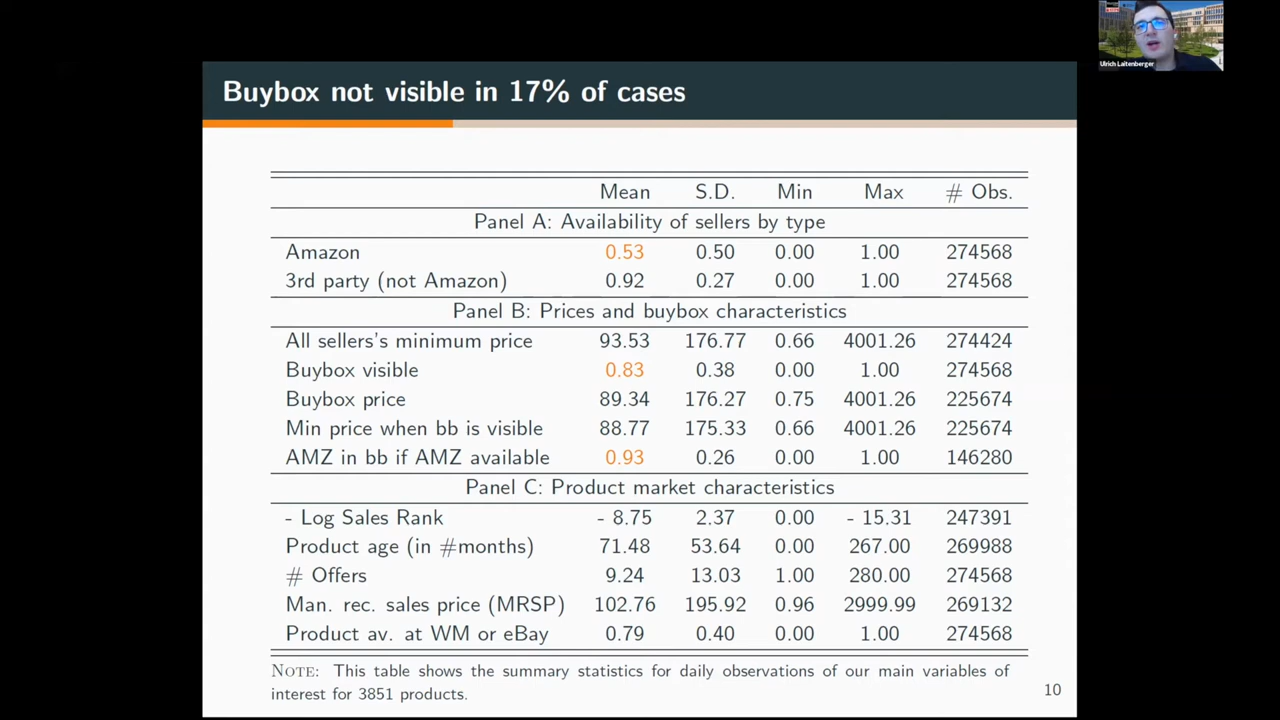 Ulrich Laitenberger
Buybox not visible in 17% of cases
Mean S.D. Min Max # Obs.
Panel A: Availability of sellers by type
Amazon 0.53 0.50 0.00 1.00 274568
3rd party (not Amazon) 0.92 0.27 0.00 1.00 274568
Panel B: Prices and buybox characteristics
All sellers's minimum price 93.53 176.77 0.66 4001.26 274424
Buybox visible 0.83 0.38 0.00 1.00 274568
Buybox price 89.34 176.27 0.75 4001.26 225674
Min price when bb is visible 88.77 175.33 0.66 4001.26 225674
AMZ in bb if AMZ available 0.93 0.26 0.00 1.00 146280
Panel C: Product market characteristics
- Log Sales Rank - 8.75 2.37 0.00 - 15.31 247391
Product age (in #months) 71.48 53.64 0.00 267.00 269988
# Offers 9.24 13.03 1.00 280.00 274568
Man. rec. sales price (MRSP) 102.76 195.92 0.96 2999.99 269132
Product av. at WM or eBay 0.79 0.40 0.00 1.00 274568
NOTE: This table shows the summary statistics for daily observations of our main variables of
interest for 3851 products.
10